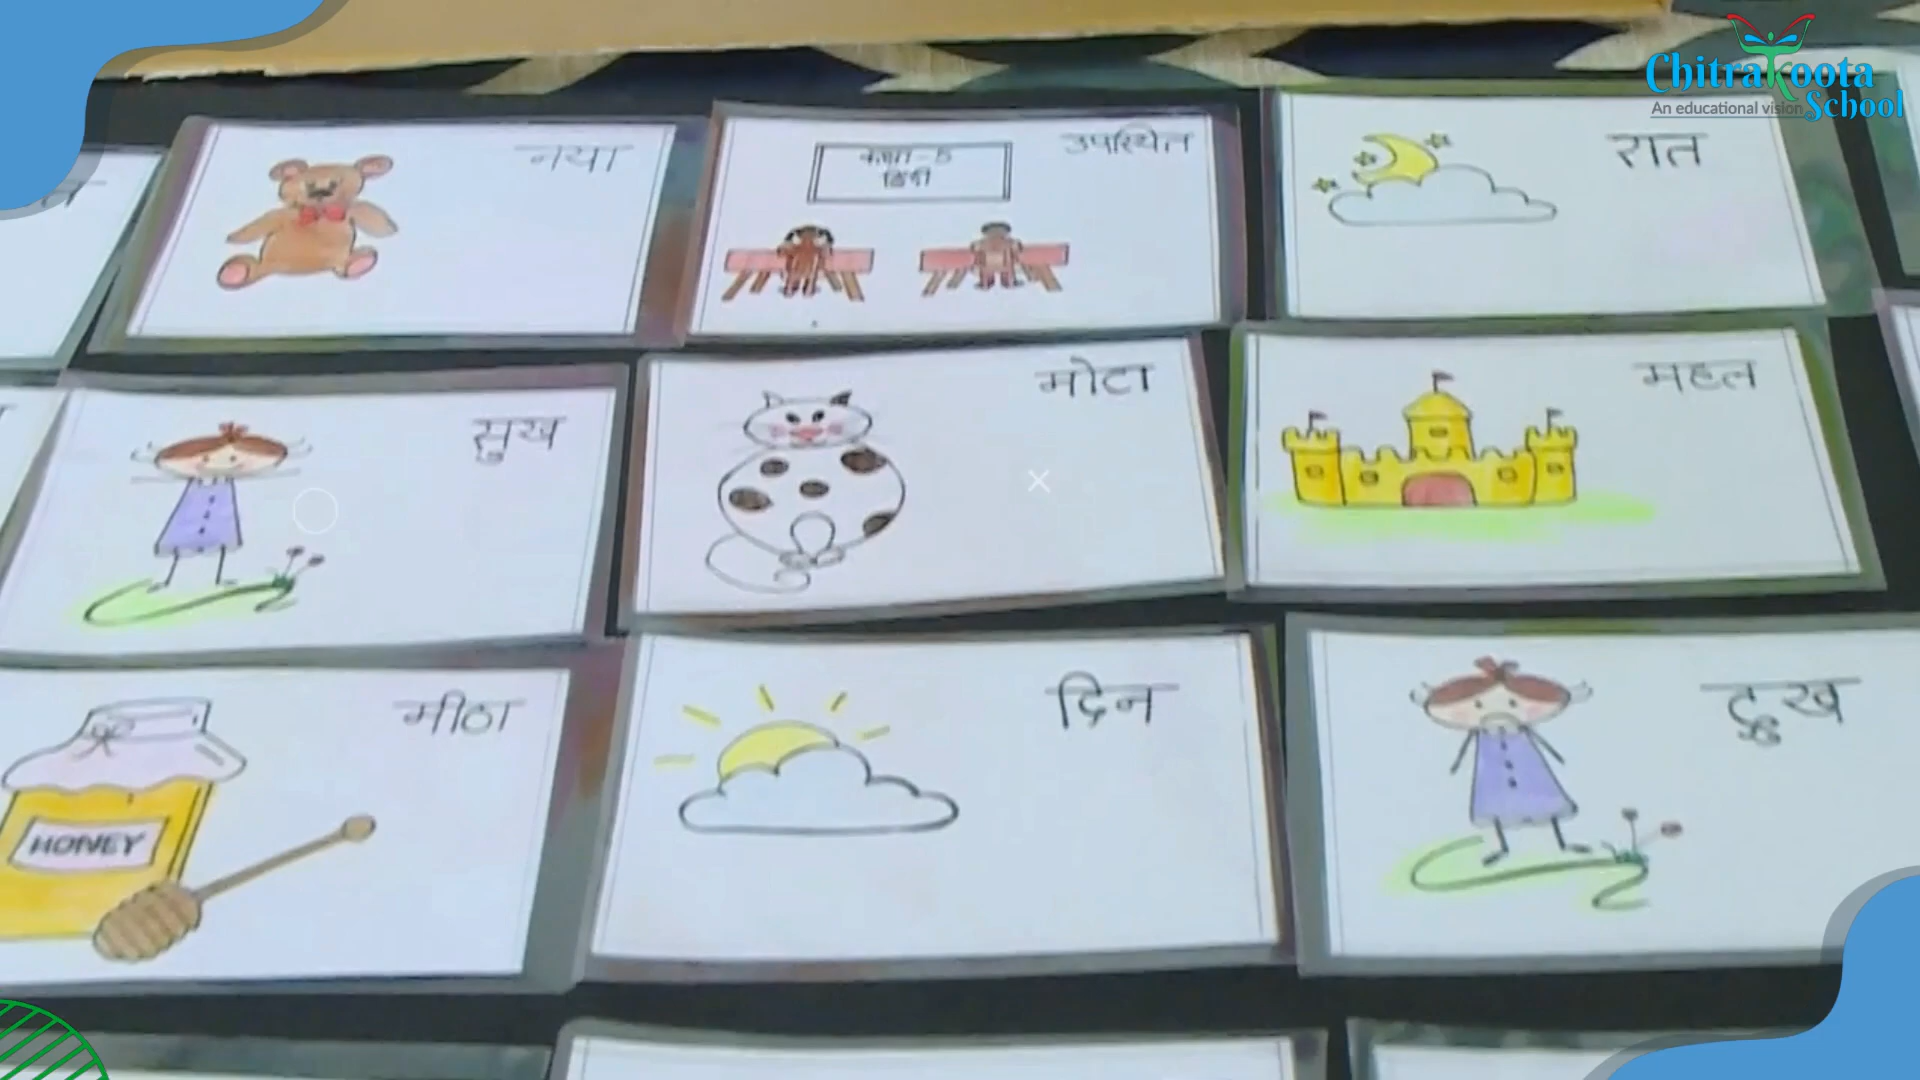 Chitrakoota
An educational vision School
नया
उपस्थित
कक्षा-5
हिंदी
रात
सुख
मोटा
महल
मीठा
HONEY
दिन
दुख